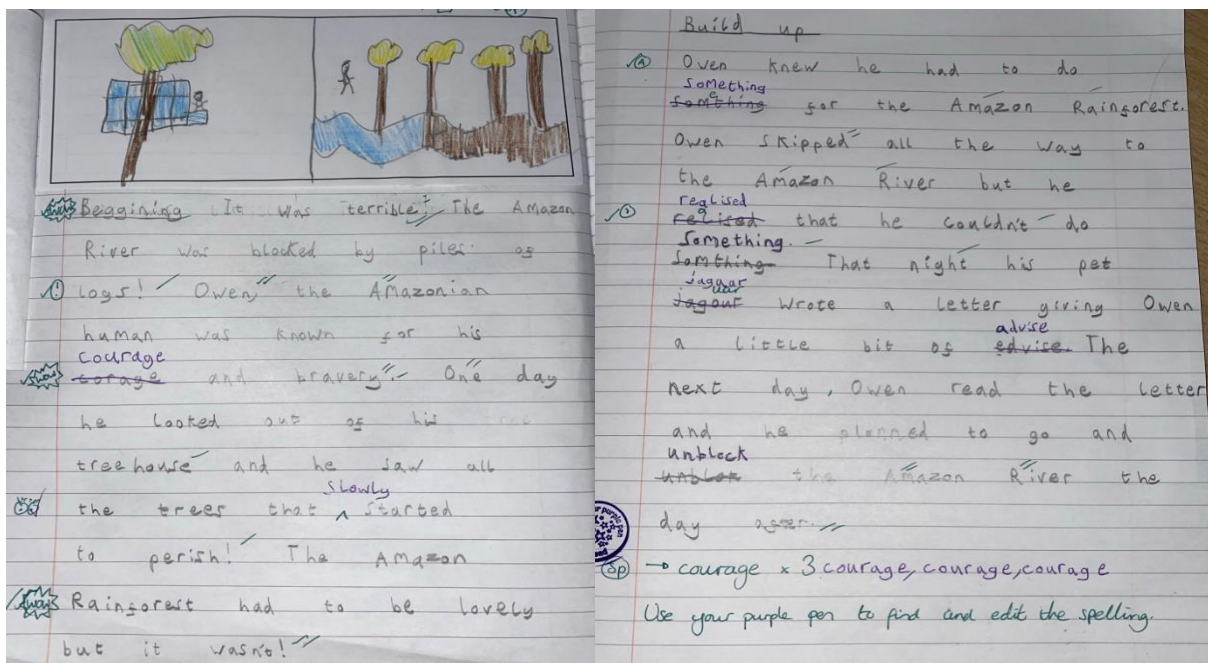 Beggining It was terrible. The Amazon
River was blocked by piles of
logs! Owen, the Amazonian
human was known for his
courage
corage and bravery. One day
he looked out of his tree
treehouse and he saw all
slowly
the trees that ^ started
to perish! The Amazon
Rainforest had to be lovely
but it wasn't!
Build up
Owen knew he had to do
something
something for the Amazon Rainforest.
Owen skipped all the way to
the Amazon River but he
realised
relised that he couldn't do
Something.
Somthing That night his pet
jaguar
Jagour wrote a letter giving Owen
advise
a little bit of edvise. The
next day, Owen read the letter
and he planned to go and
unblock
unblok the Amazon River the
day after.
purple pen
Sp → courage x 3 courage, courage, courage
Use your purple pen to find and edit the spelling.